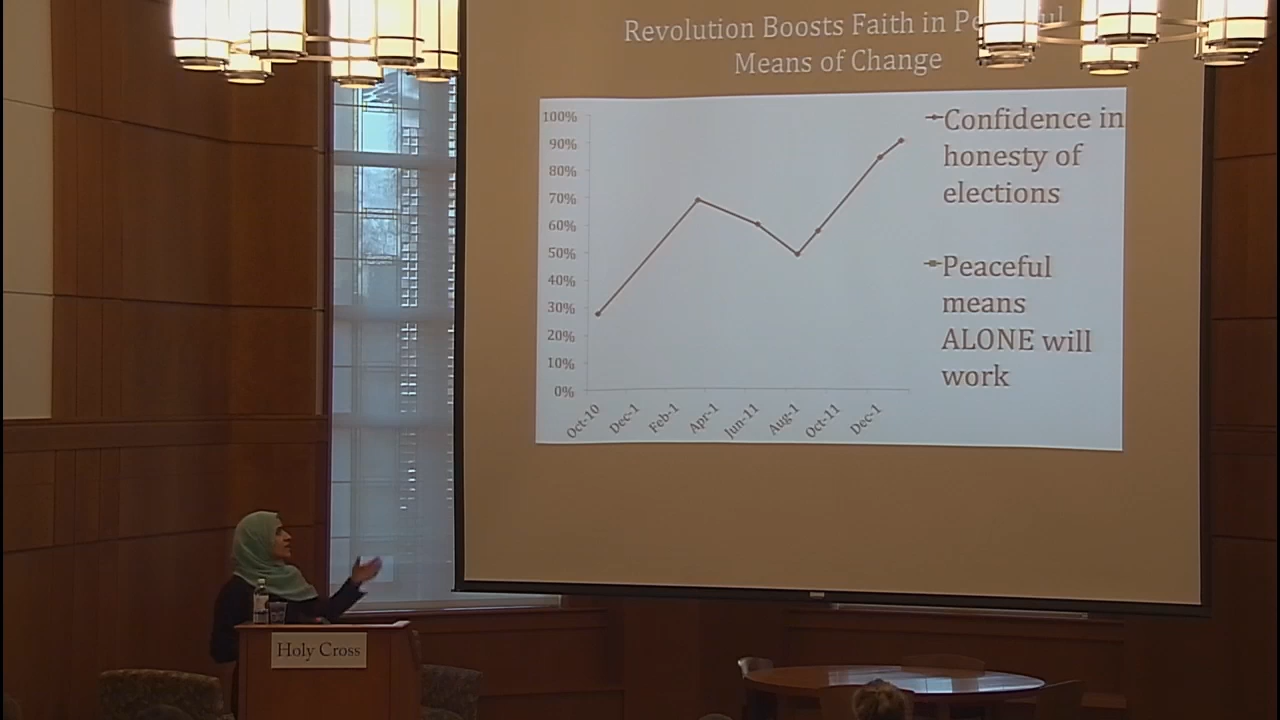 Revolution Boosts Faith in
Means of Change
100%
90%
80%
70%
60%
50%
40%
30%
20%
10%
0%
Oct-10
Dec-1
Feb-1
Apr-1
Jun-11
Aug-1
Oct-11
Dec-1
Confidence in
honesty of
elections
Peaceful
means
ALONE will
work
Holy Cross